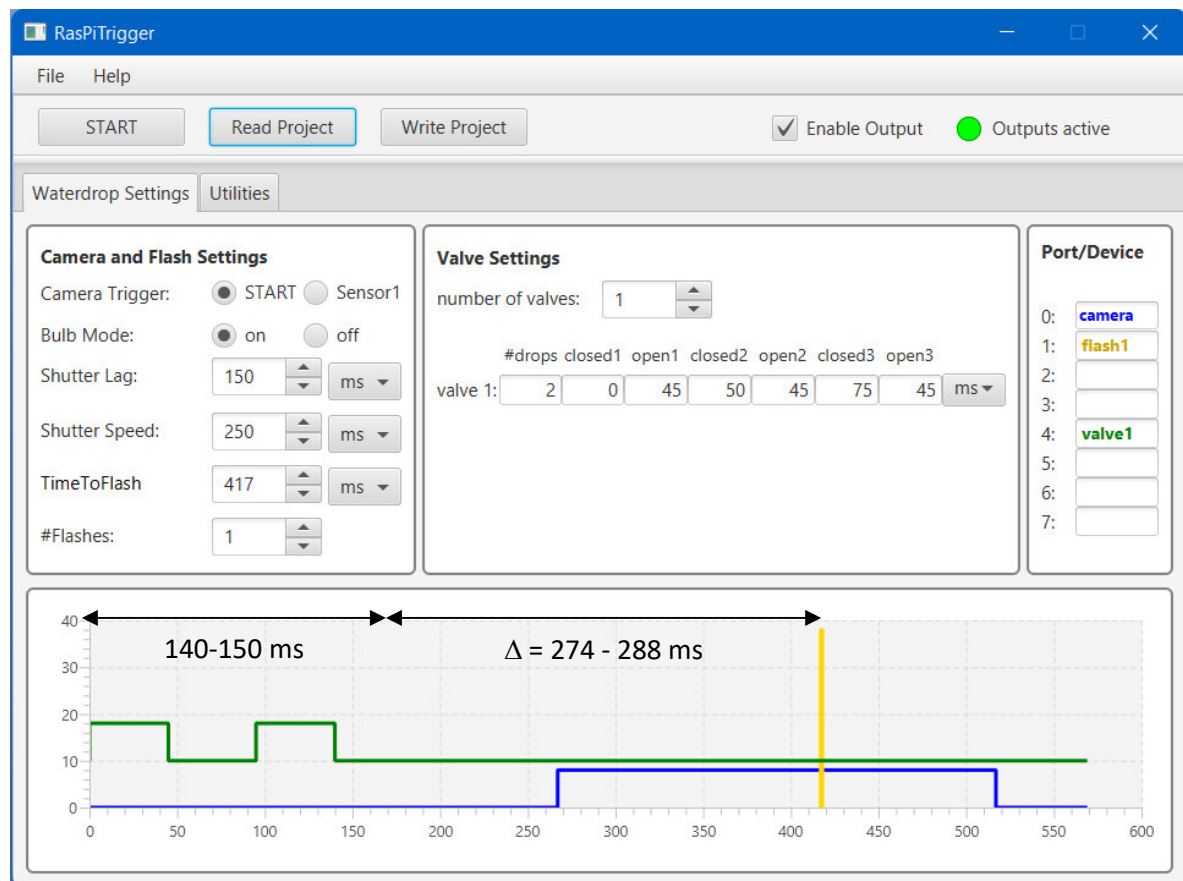 RasPiTrigger
File Help
START Read Project Write Project Enable Output Outputs active
Waterdrop Settings Utilities
Camera and Flash Settings
Camera Trigger: START Sensor1
Bulb Mode: on off
Shutter Lag: 150 ms
Shutter Speed: 250 ms
TimeToFlash 417 ms
#Flashes: 1
Valve Settings
number of valves: 1
#drops closed1 open1 closed2 open2 closed3 open3
valve 1: 2 0 45 50 45 75 45 ms
Port/Device
0: camera
1: flash1
2:
3:
4: valve1
5:
6:
7:
140-150 ms Δ = 274 - 288 ms
40
30
20
10
0
0 50 100 150 200 250 300 350 400 450 500 550 600